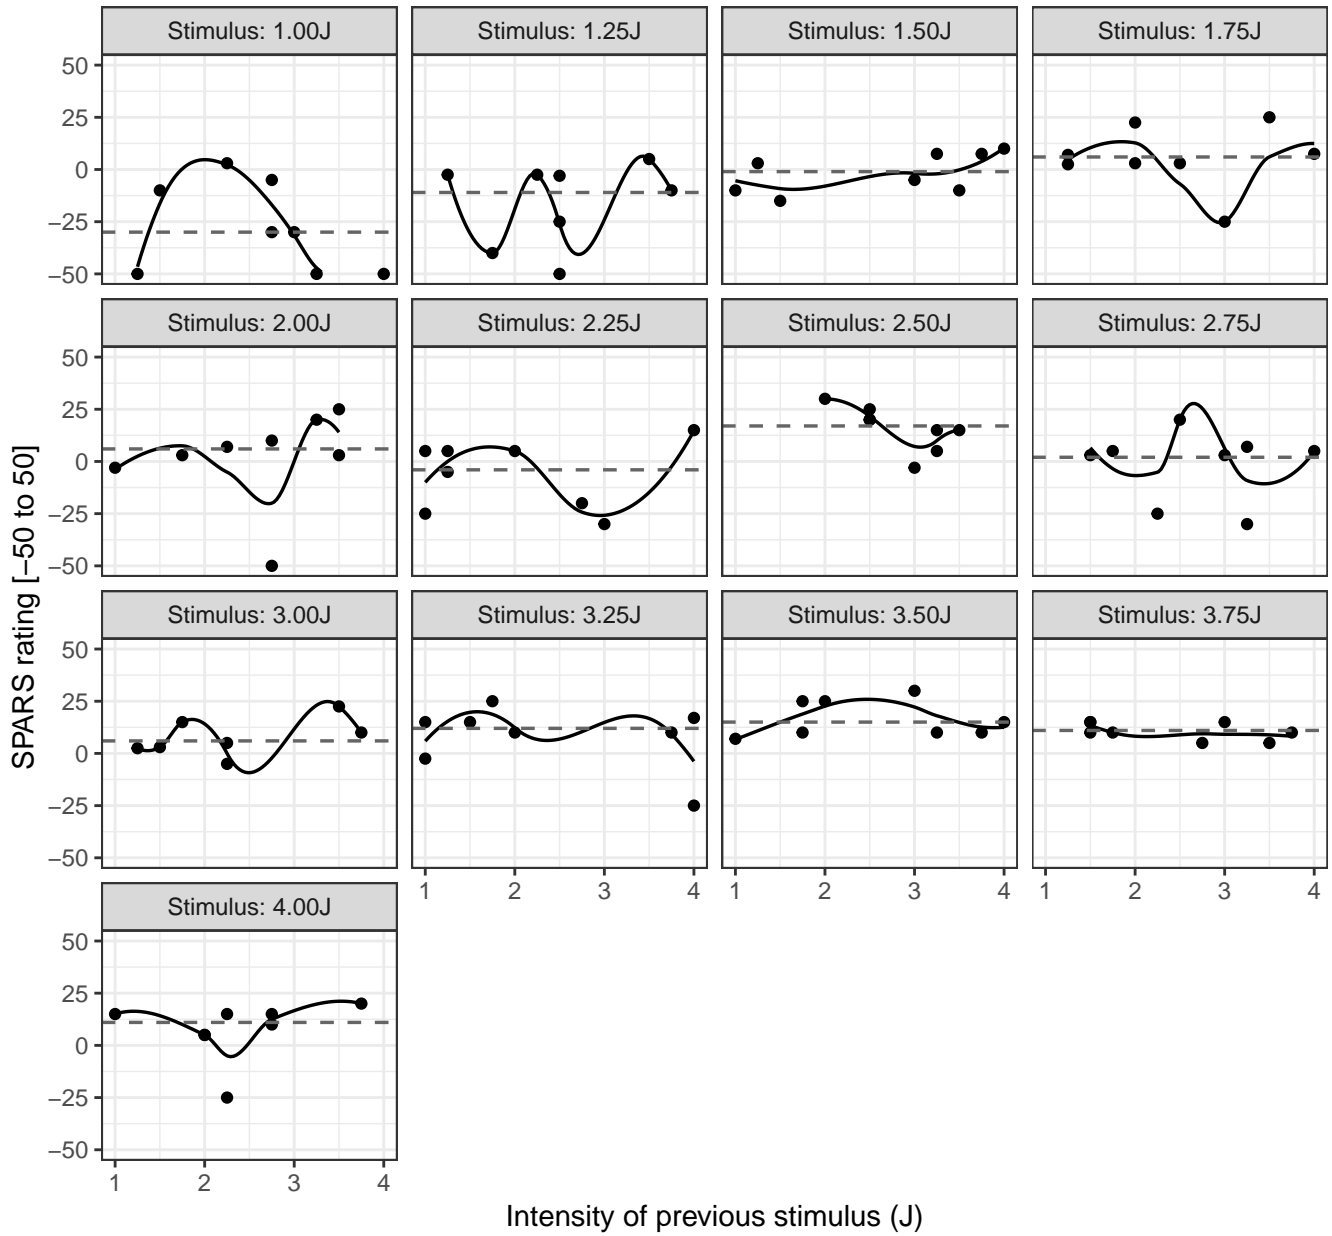 Stimulus: 1.00J
Stimulus: 1.25J
Stimulus: 1.50J
Stimulus: 1.75J
50
25
0
−25
−50
Stimulus: 2.00J
Stimulus: 2.25J
Stimulus: 2.50J
Stimulus: 2.75J
50
25
0
−25
−50
SPARS rating [−50 to 50]
Stimulus: 3.00J
Stimulus: 3.25J
Stimulus: 3.50J
Stimulus: 3.75J
50
25
0
−25
−50
1 2 3 4
1 2 3 4
1 2 3 4
Stimulus: 4.00J
50
25
0
−25
−50
1 2 3 4
Intensity of previous stimulus (J)